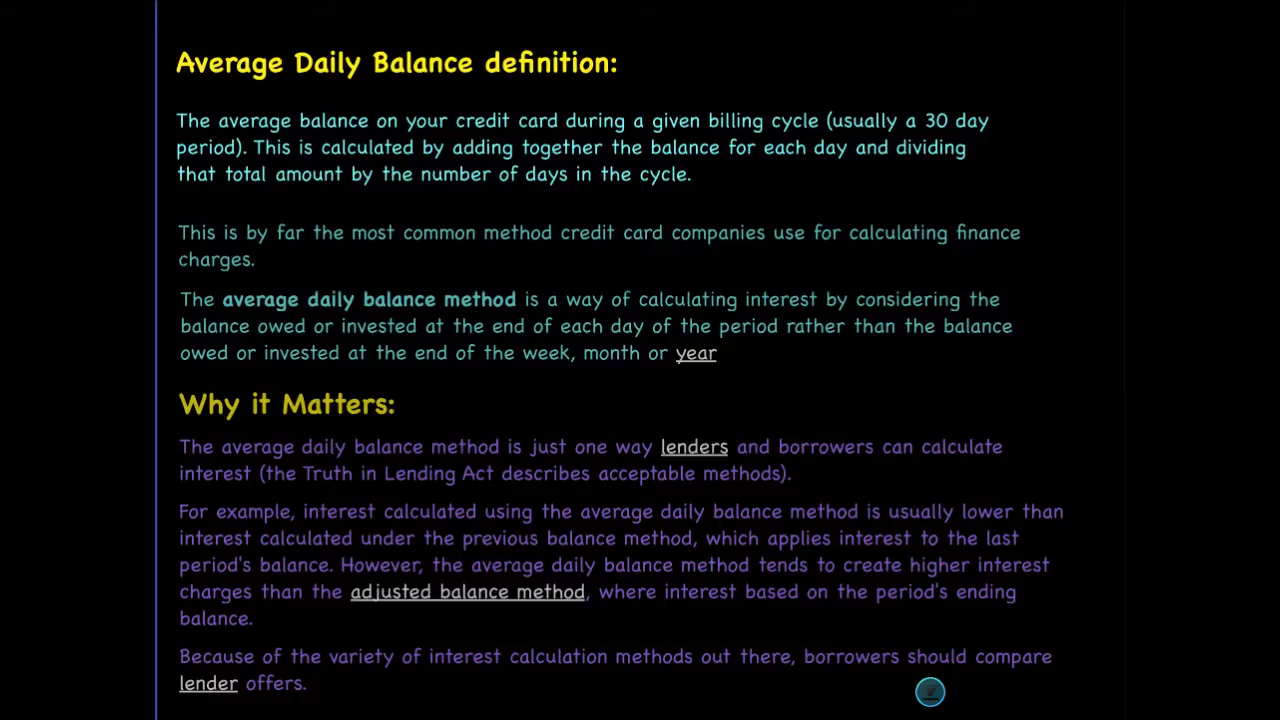 Average Daily Balance definition:
The average balance on your credit card during a given billing cycle (usually a 30 day
period). This is calculated by adding together the balance for each day and dividing
that total amount by the number of days in the cycle.
This is by far the most common method credit card companies use for calculating finance
charges.
The average daily balance method is a way of calculating interest by considering the
balance owed or invested at the end of each day of the period rather than the balance
owed or invested at the end of the week, month or year
Why it Matters:
The average daily balance method is just one way lenders and borrowers can calculate
interest (the Truth in Lending Act describes acceptable methods).
For example, interest calculated using the average daily balance method is usually lower than
interest calculated under the previous balance method, which applies interest to the last
period's balance. However, the average daily balance method tends to create higher interest
charges than the adjusted balance method, where interest based on the period's ending
balance.
Because of the variety of interest calculation methods out there, borrowers should compare
lender offers.